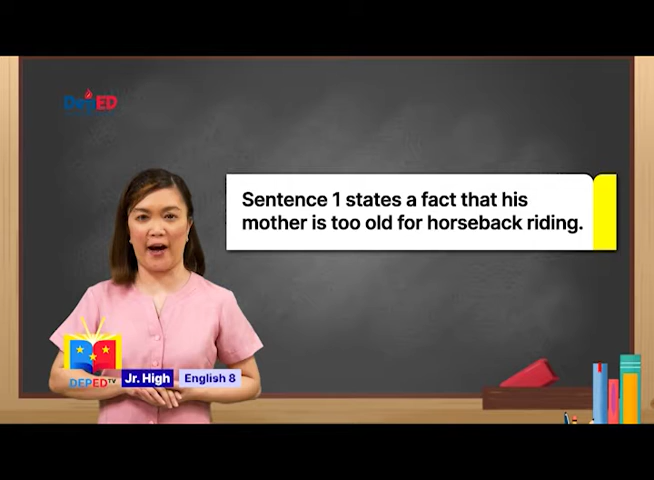 DepED
Sentence 1 states a fact that his
mother is too old for horseback riding.
DEPED TV
Jr. High
English 8